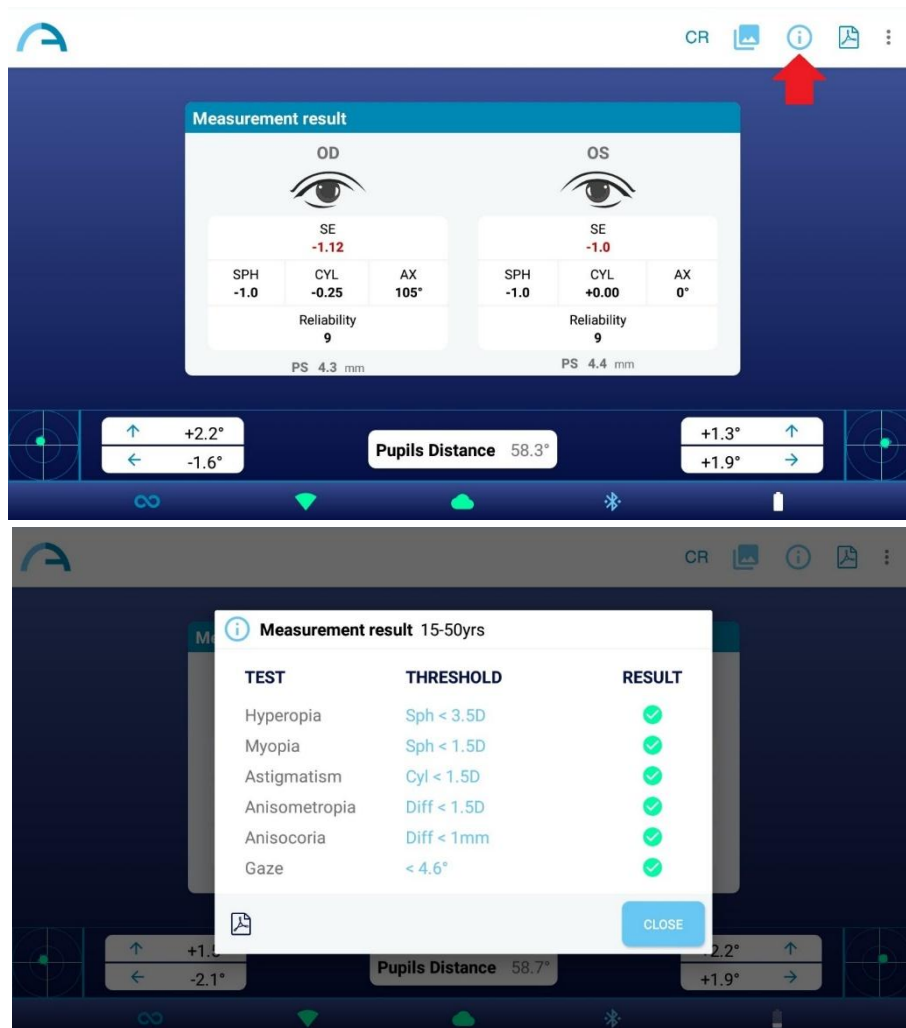 CR
Measurement result
OD OS
SE SE
-1.12 -1.0
SPH CYL AX SPH CYL AX
-1.0 -0.25 105° -1.0 +0.00 0°
Reliability Reliability
9 9
PS 4.3 mm PS 4.4 mm
+2.2° +1.3°
Pupils Distance 58.3°
-1.6° +1.9°
CR
Measurement result 15-50yrs
TEST THRESHOLD RESULT
Hyperopia Sph < 3.5D
Myopia Sph < 1.5D
Astigmatism Cyl < 1.5D
Anisometropia Diff < 1.5D
Anisocoria Diff < 1mm
Gaze < 4.6°
CLOSE
2.2°
Pupils Distance 58.7°
-2.1° +1.9°